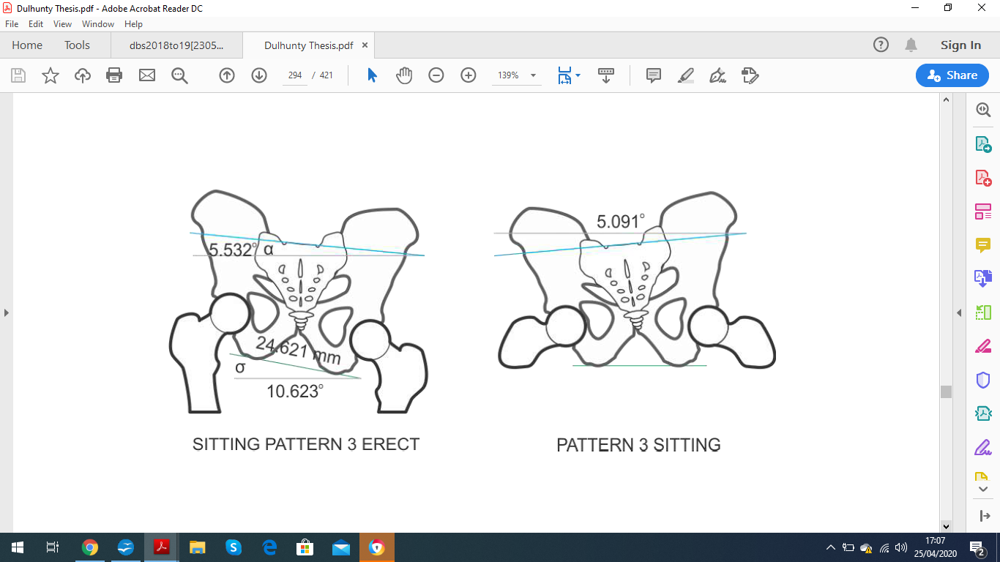 Dulhunty Thesis.pdf - Adobe Acrobat Reader DC
File Edit View Window Help
Home Tools dbs2018to19[2305... Dulhunty Thesis.pdf ×
? Sign In
294 / 421 139% Share
5.532° α
24.621 mm
σ
10.623°
SITTING PATTERN 3 ERECT
5.091°
PATTERN 3 SITTING
17:07
25/04/2020
2